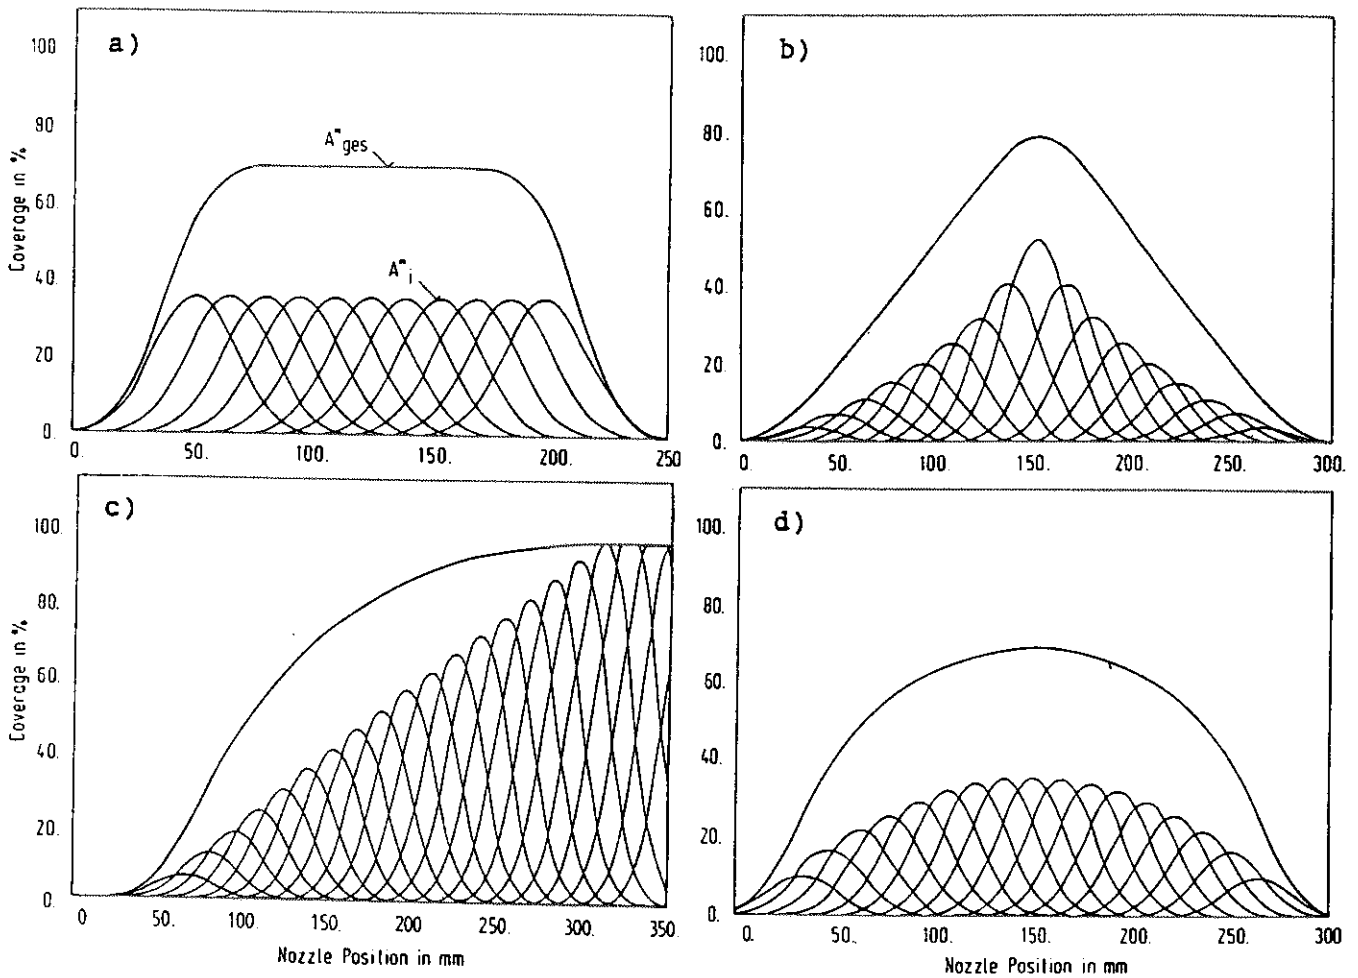 a)
100
80
60.
40.
20
0.
Coverage in %
A" ges
A" i
0. 50. 100. 150. 200. 250
b)
100.
80.
60.
40.
20.
0.
0. 50. 100. 150. 200. 250. 300.
c)
100.
80.
60.
40.
20.
0.
Coverage in %
0. 50. 100. 150. 200. 250. 300. 350.
Nozzle Position in mm
d)
100.
80.
60.
40.
20.
0.
0. 50. 100. 150. 200. 250. 300.
Nozzle Position in mm